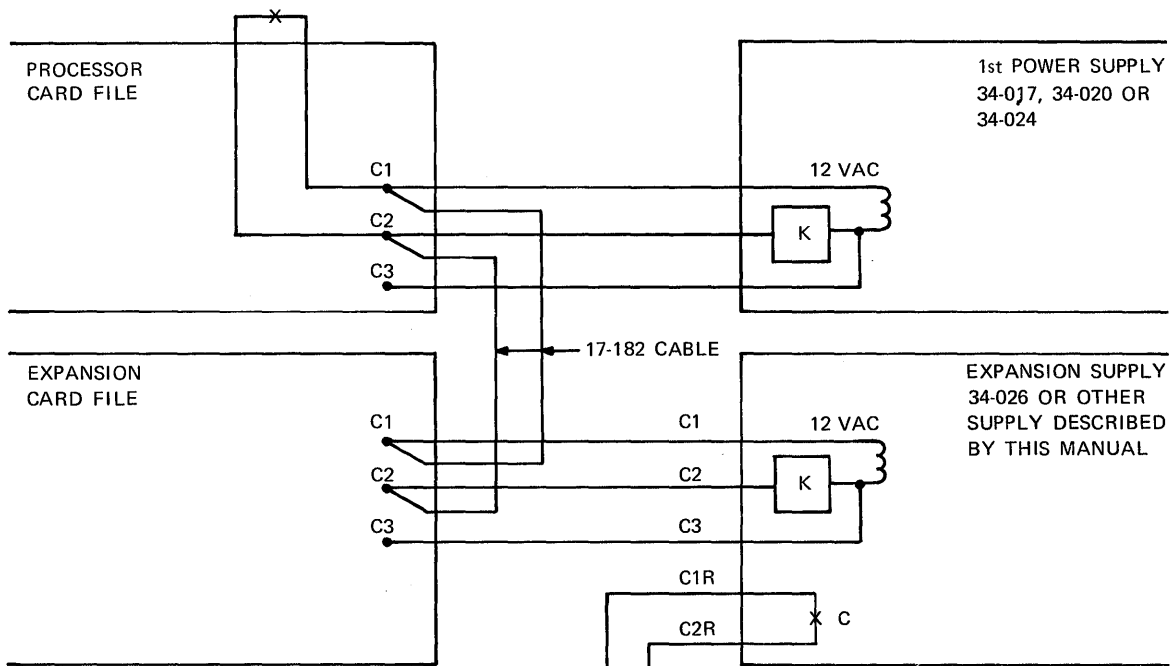 PROCESSOR
CARD FILE
1st POWER SUPPLY
34-017, 34-020 OR
34-024
C1
12 VAC
C2
K
C3
17-182 CABLE
EXPANSION
CARD FILE
EXPANSION SUPPLY
34-026 OR OTHER
SUPPLY DESCRIBED
BY THIS MANUAL
C1
C1
12 VAC
C2
C2
K
C3
C3
C1R
C
C2R